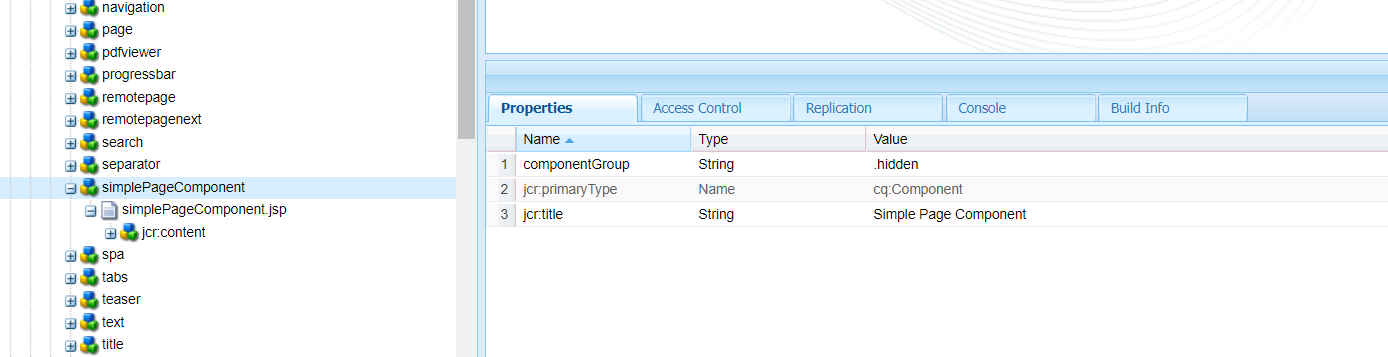 navigation
page
pdfviewer
progressbar
remotepage
remotepagenext
search
separator
simplePageComponent
simplePageComponent.jsp
jcr:content
spa
tabs
teaser
text
title
Properties Access Control Replication Console Build Info
Name Type Value
1 componentGroup String .hidden
2 jcr:primaryType Name cq:Component
3 jcr:title String Simple Page Component